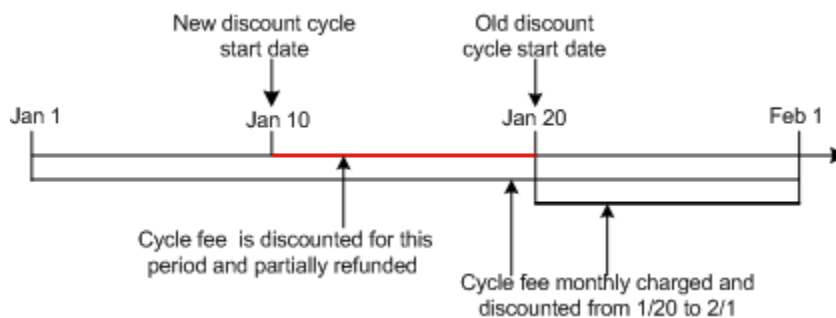 New discount cycle
start date
Old discount
cycle start date
Jan 1
Jan 10
Jan 20
Feb 1
Cycle fee is discounted for this
period and partially refunded
Cycle fee monthly charged and
discounted from 1/20 to 2/1